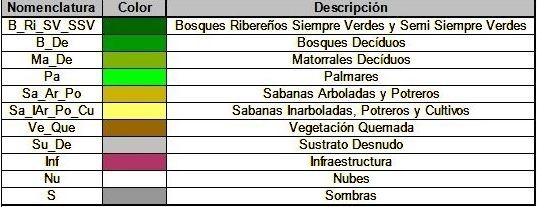 Nomenclatura Color Descripción
B_Ri_SV_SSV Bosques Ribereños Siempre Verdes y Semi Siempre Verdes
B_De Bosques Decíduos
Ma_De Matorrales Decíduos
Pa Palmares
Sa_Ar_Po Sabanas Arboladas y Potreros
Sa_IAr_Po_Cu Sabanas Inarboladas, Potreros y Cultivos
Ve_Que Vegetación Quemada
Su_De Sustrato Desnudo
Inf Infraestructura
Nu Nubes
S Sombras